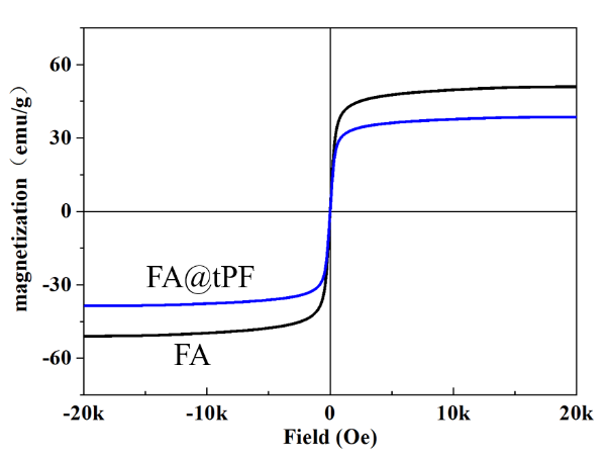 magnetization（emu/g）
60
30
0
-30
-60
FA@tPF
FA
-20k -10k 0 10k 20k
Field (Oe)